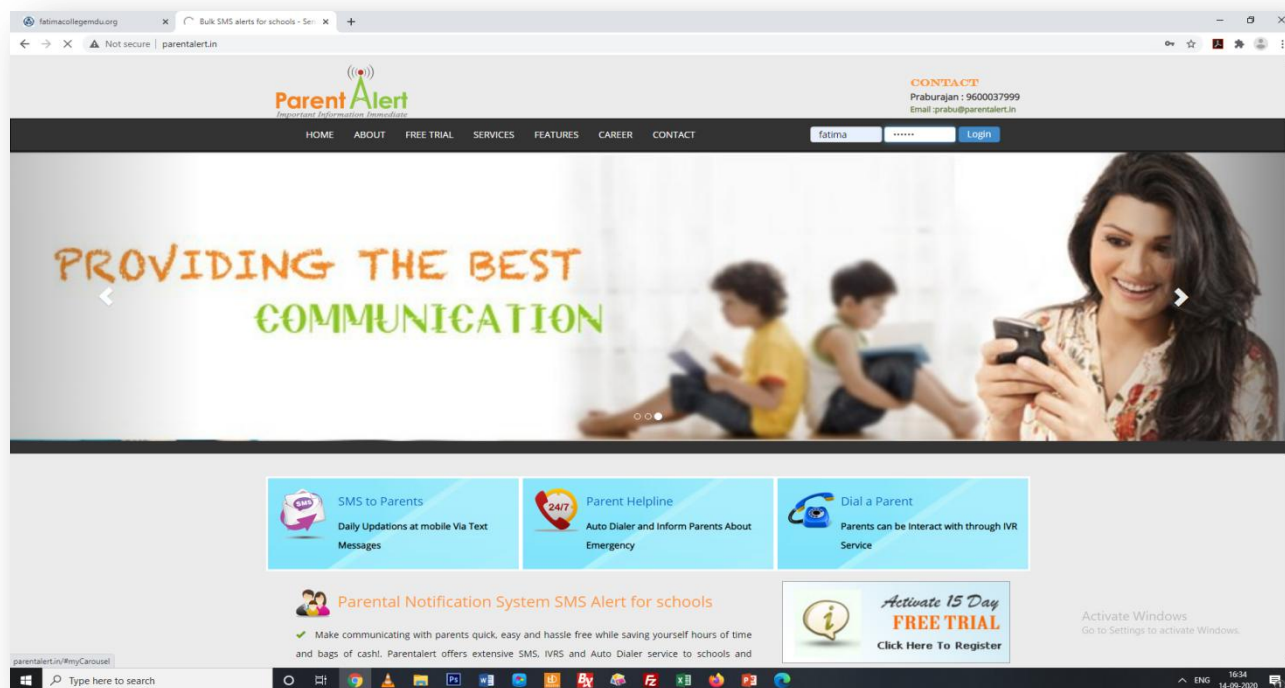 fatimacollegemdu.org
Bulk SMS alerts for schools - Ser
Not secure | parentalert.in
Parent Alert
Important Information Immediate
CONTACT
Praburajan : 9600037999
Email :prabu@parentalert.in
HOME ABOUT FREE TRIAL SERVICES FEATURES CAREER CONTACT
fatima
Login
PROVIDING THE BEST
COMMUNICATION
SMS
SMS to Parents
Daily Updations at mobile Via Text
Messages
24/7
Parent Helpline
Auto Dialer and Inform Parents About
Emergency
Dial a Parent
Parents can be Interact with through IVR
Service
Parental Notification System SMS Alert for schools
Make communicating with parents quick, easy and hassle free while saving yourself hours of time
and bags of cash!. Parentalert offers extensive SMS, IVRS and Auto Dialer service to schools and
Activate 15 Day
FREE TRIAL
Click Here To Register
Activate Windows
Go to Settings to activate Windows.
parentalert.in/#myCarousel
Type here to search
ENG
16:34
14-09-2020